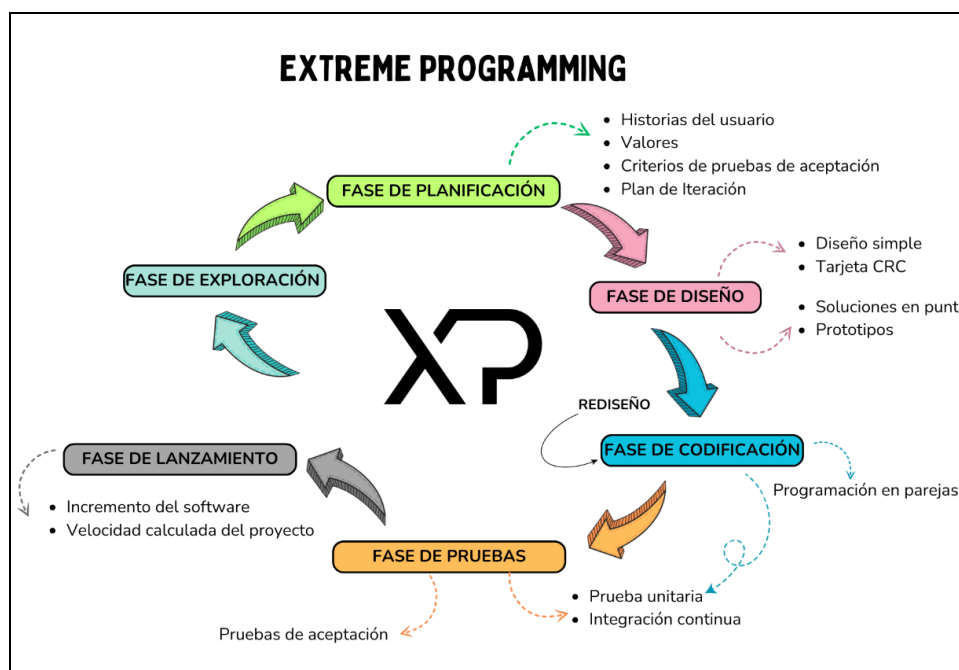 EXTREME PROGRAMMING
Historias del usuario
Valores
Criterios de pruebas de aceptación
Plan de Iteración
FASE DE PLANIFICACIÓN
Diseño simple
Tarjeta CRC
FASE DE EXPLORACIÓN
FASE DE DISEÑO
Soluciones en punt
Prototipos
XP
REDISEÑO
FASE DE CODIFICACIÓN
FASE DE LANZAMIENTO
Programación en parejas
Incremento del software
Velocidad calculada del proyecto
FASE DE PRUEBAS
Prueba unitaria
Integración continua
Pruebas de aceptación